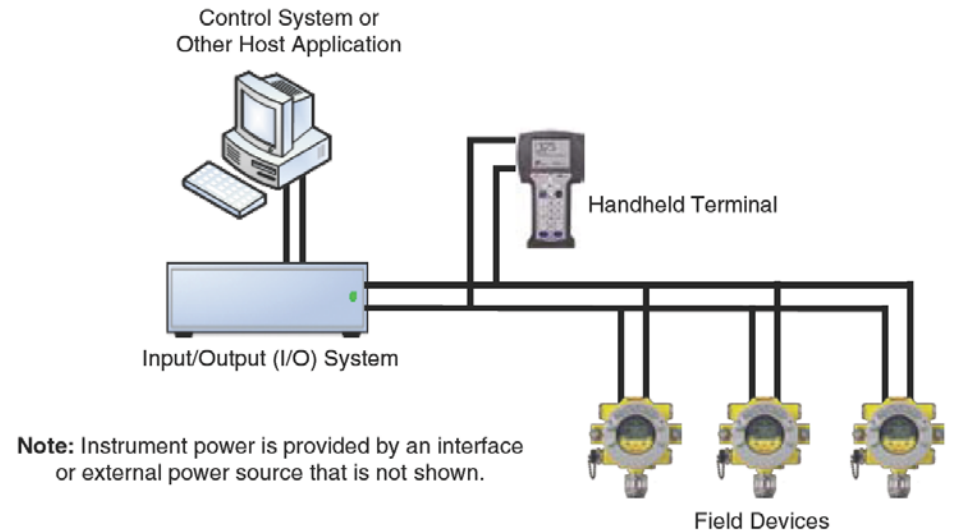 Control System or
Other Host Application
Handheld Terminal
Input/Output (I/O) System
Note: Instrument power is provided by an interface
or external power source that is not shown.
Field Devices